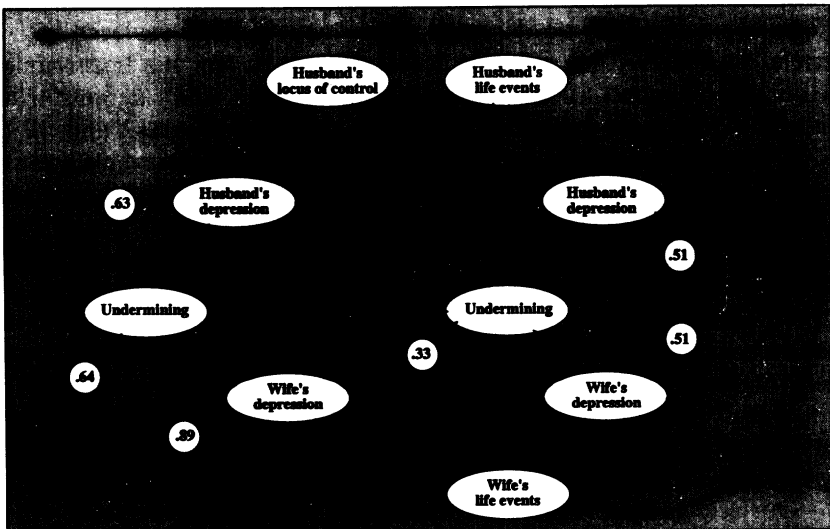 Husband's
locus of control
Husband's
life events
.63
Husband's
depression
Husband's
depression
.51
Undermining
Undermining
.51
.33
.64
Wife's
depression
Wife's
depression
.89
Wife's
life events